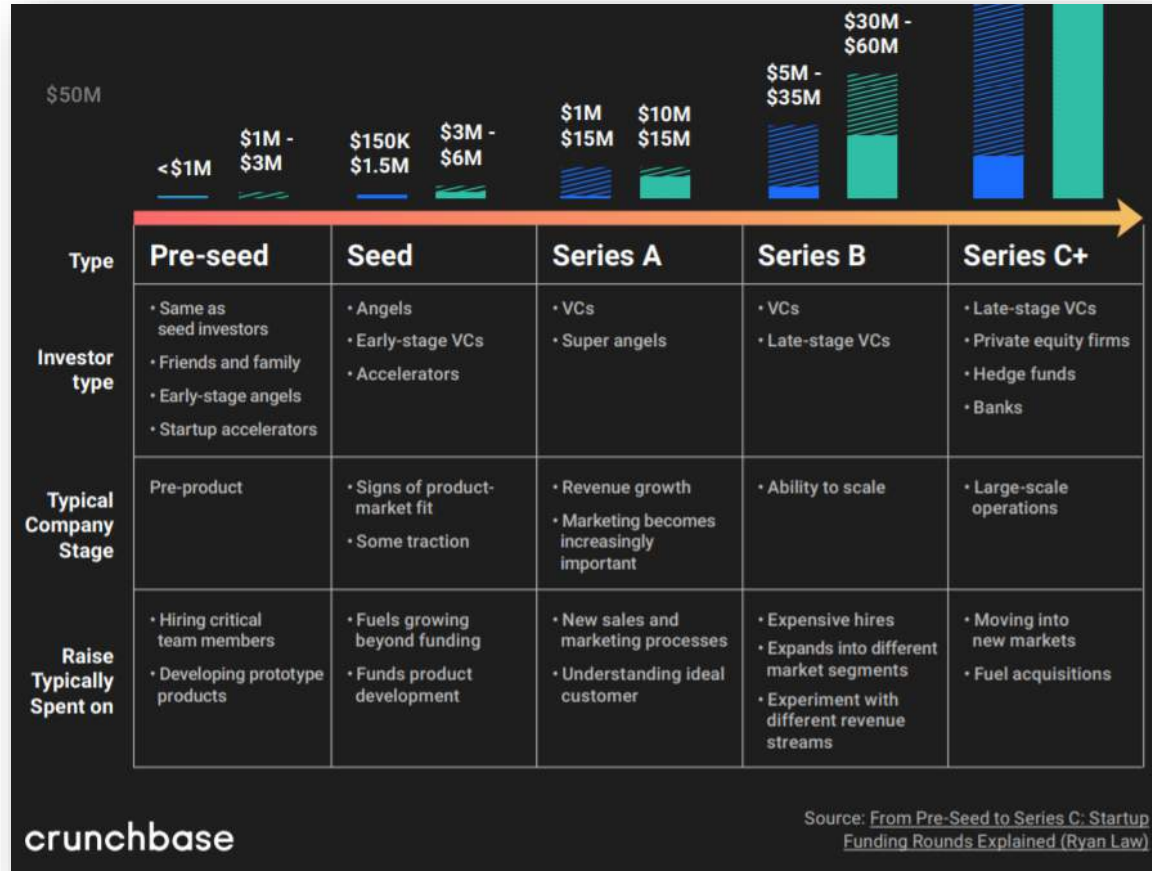 $50M
<$1M
$1M -
$3M
$150K
$1.5M
$3M -
$6M
$1M
$15M
$10M
$15M
$5M -
$35M
$30M -
$60M
Type
Pre-seed
Seed
Series A
Series B
Series C+
Investor
type
• Same as
seed investors
• Friends and family
• Early-stage angels
• Startup accelerators
• Angels
• Early-stage VCs
• Accelerators
• VCs
• Super angels
• VCs
• Late-stage VCs
• Late-stage VCs
• Private equity firms
• Hedge funds
• Banks
Typical
Company
Stage
Pre-product
• Signs of product-
market fit
• Some traction
• Revenue growth
• Marketing becomes
increasingly
important
• Ability to scale
• Large-scale
operations
Raise
Typically
Spent on
• Hiring critical
team members
• Developing prototype
products
• Fuels growing
beyond funding
• Funds product
development
• New sales and
marketing processes
• Understanding ideal
customer
• Expensive hires
• Expands into different
market segments
• Experiment with
different revenue
streams
• Moving into
new markets
• Fuel acquisitions
crunchbase
Source: From Pre-Seed to Series C: Startup
Funding Rounds Explained (Ryan Law)